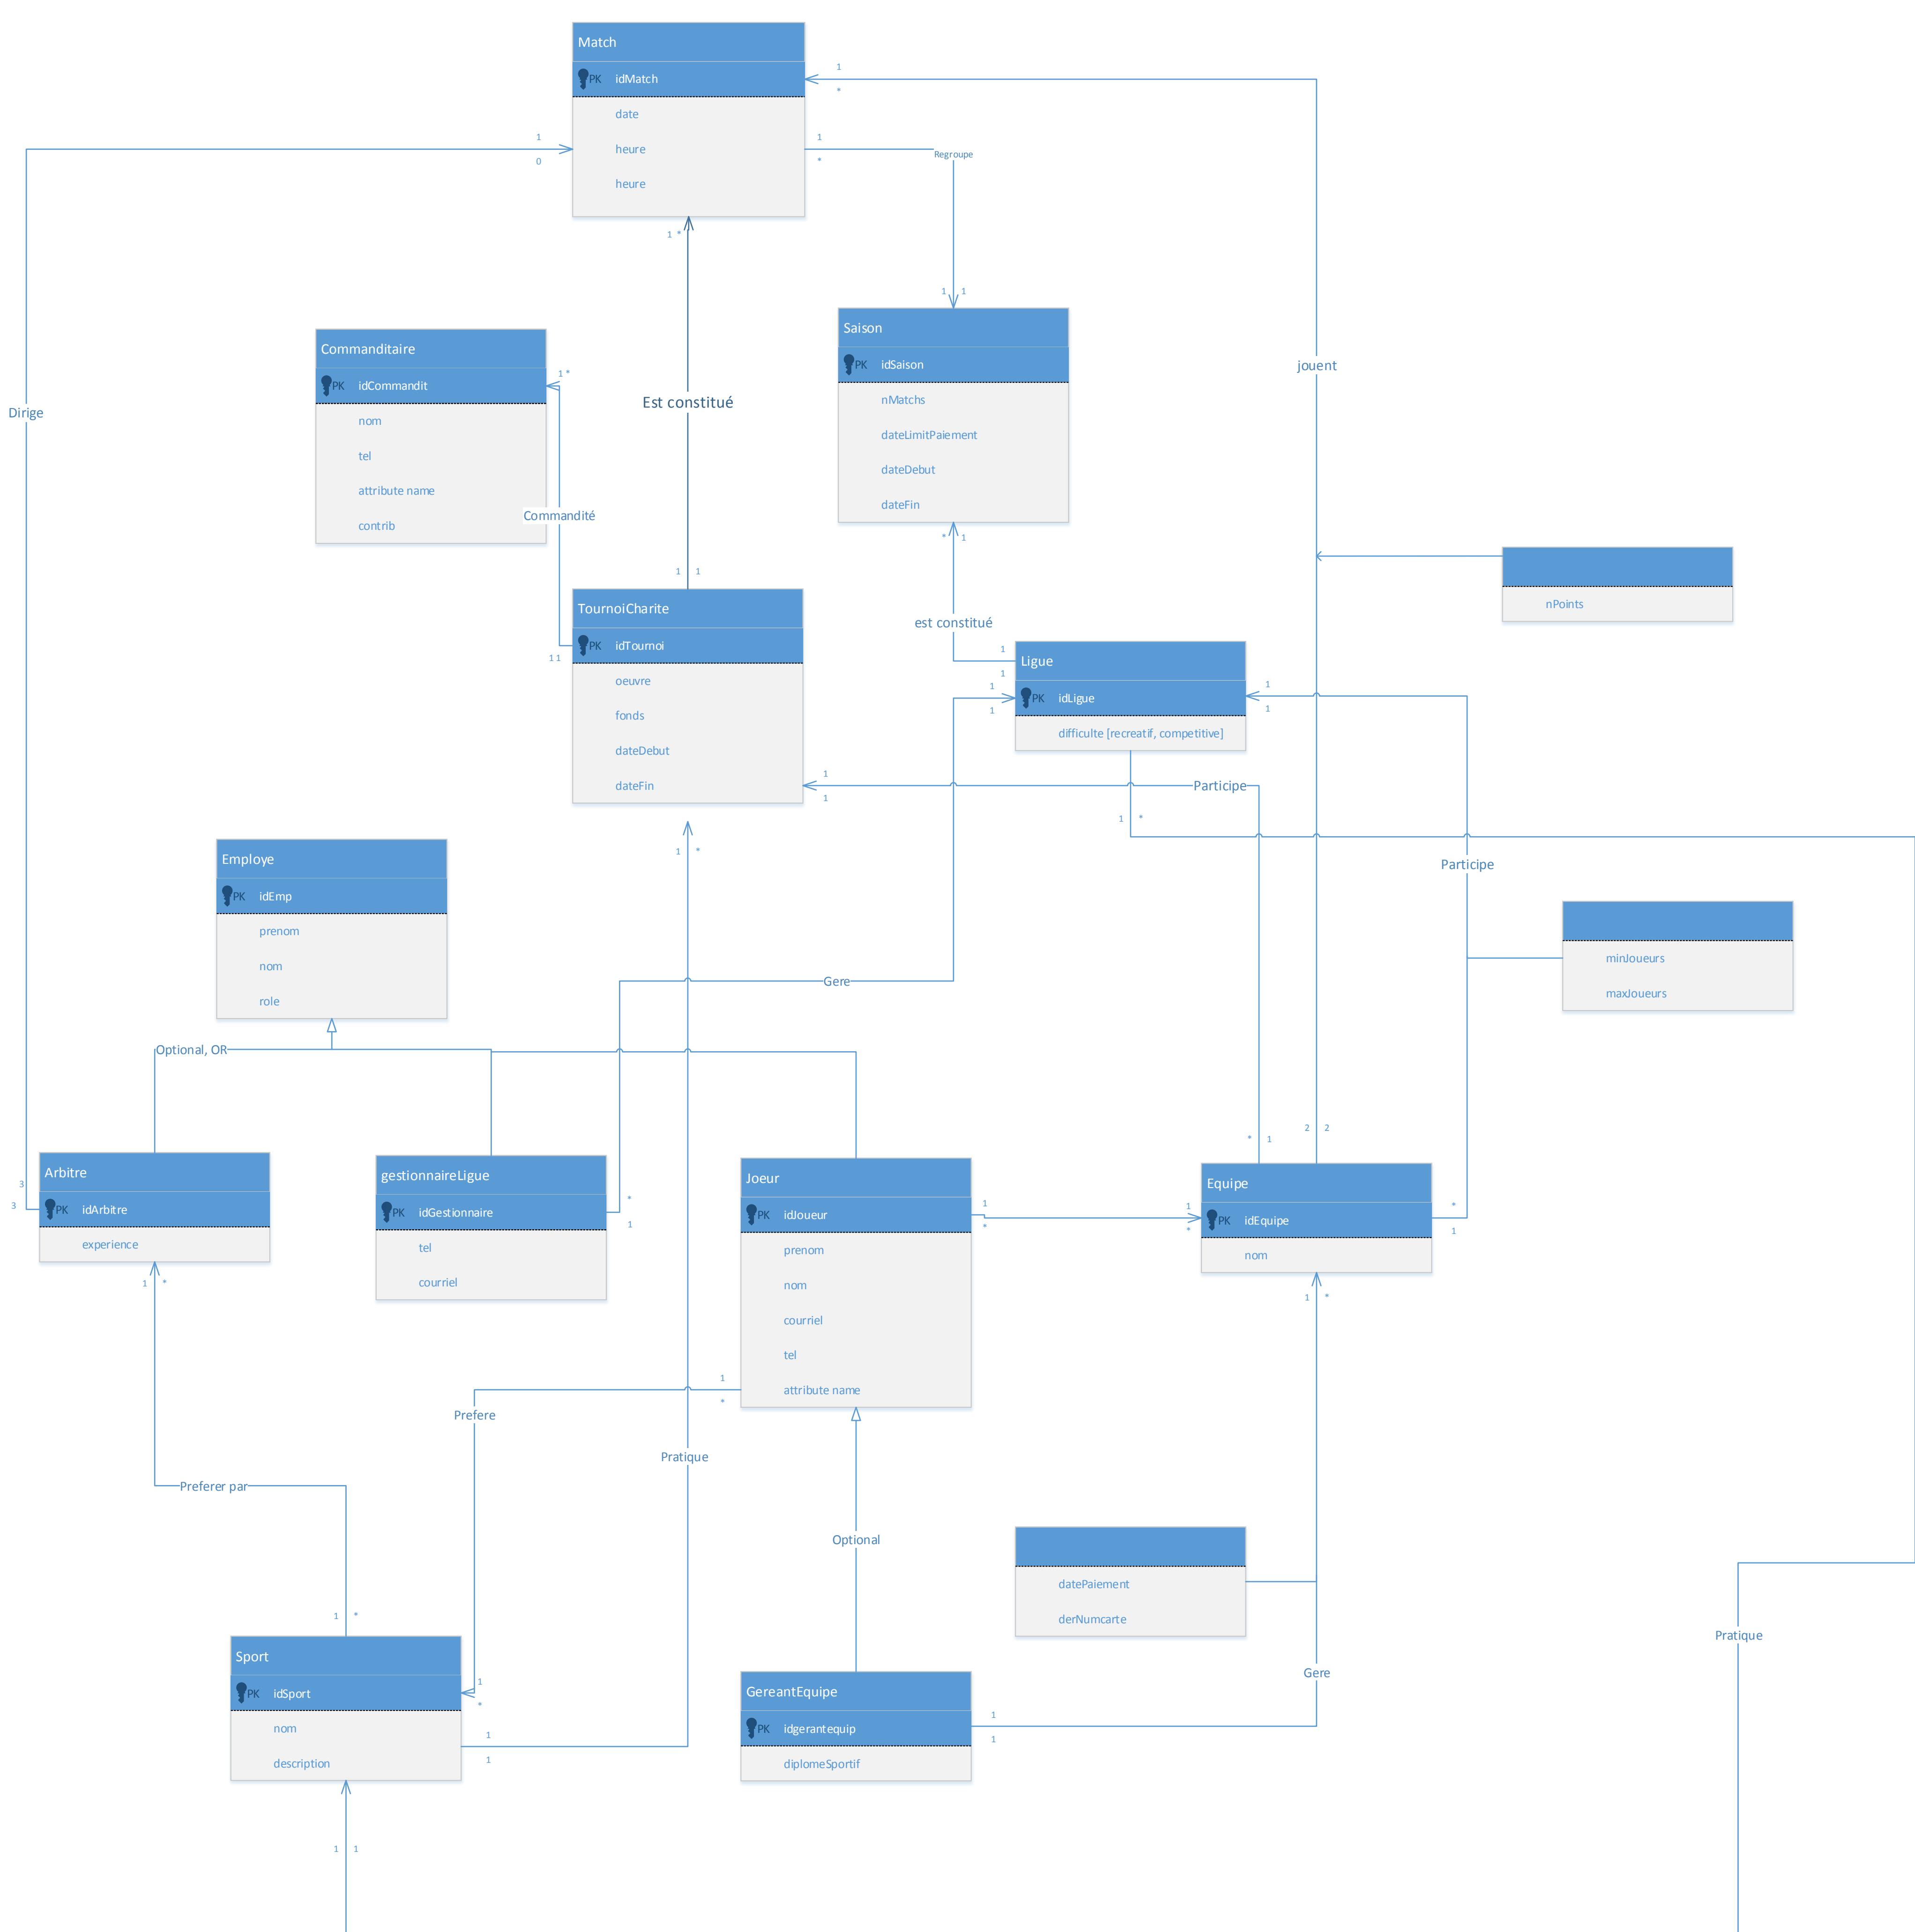 Match
PK idMatch
date
heure
heure
1
*
1
0
1
*
Regroupe
1 *
1 1
Commanditaire
PK idCommandit
nom
tel
attribute name
contrib
1 *
Saison
PK idSaison
nMatchs
dateLimitPaiement
dateDebut
dateFin
jouent
Dirige
Est constitué
Commandité
* 1
1 1
nPoints
TournoiCharite
PK idTournoi
oeuvre
fonds
dateDebut
dateFin
1 1
est constitué
1
1
Ligue
PK idLigue
difficulte [recreatif, competitive]
1
1
1
1
1
1
Participe
1 *
1 *
Participe
Employe
PK idEmp
prenom
nom
role
minJoueurs
maxJoueurs
Gere
Optional, OR
* 1
2 2
Arbitre
PK idArbitre
experience
3
3
gestionnaireLigue
PK idGestionnaire
tel
courriel
*
1
Joeur
PK idJoueur
prenom
nom
courriel
tel
attribute name
1
*
1
*
Equipe
PK idEquipe
nom
*
1
1 *
1 *
1
*
Prefere
Pratique
Preferer par
Optional
datePaiement
derNumcarte
1 *
Pratique
Sport
PK idSport
nom
description
1
*
1
1
Gere
GereantEquipe
PK idgerantequip
diplomeSportif
1
1
1 1